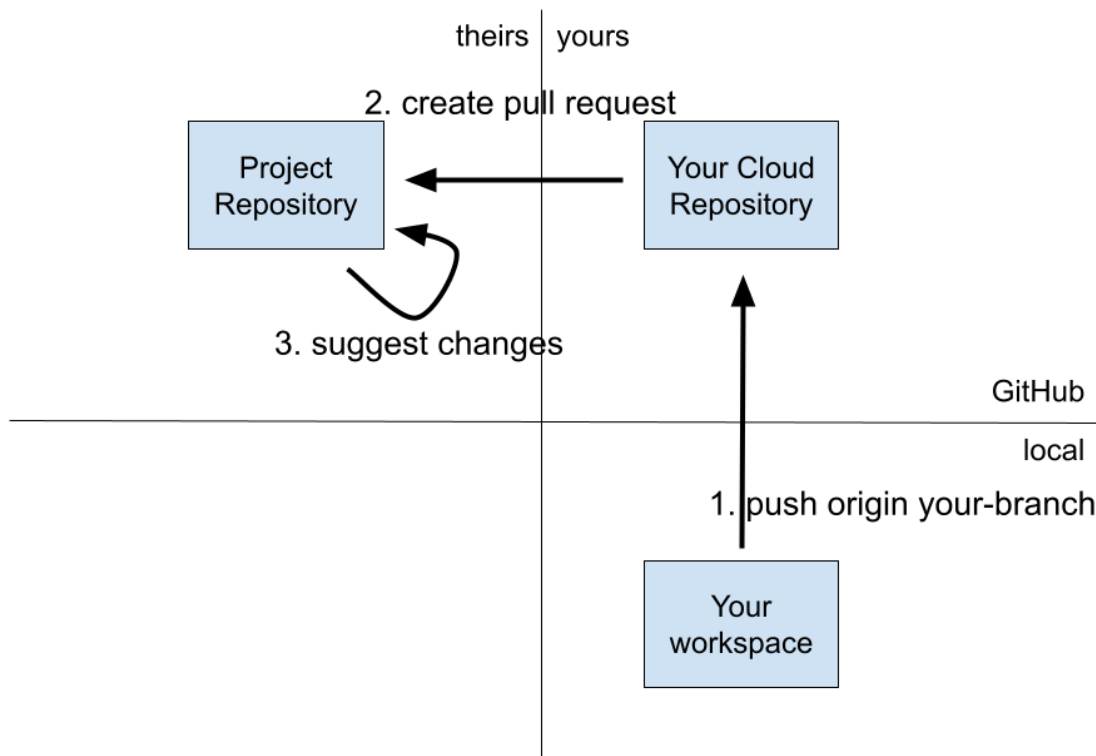 theirs
yours
2. create pull request
Project
Repository
Your Cloud
Repository
3. suggest changes
GitHub
local
1. push origin your-branch
Your
workspace